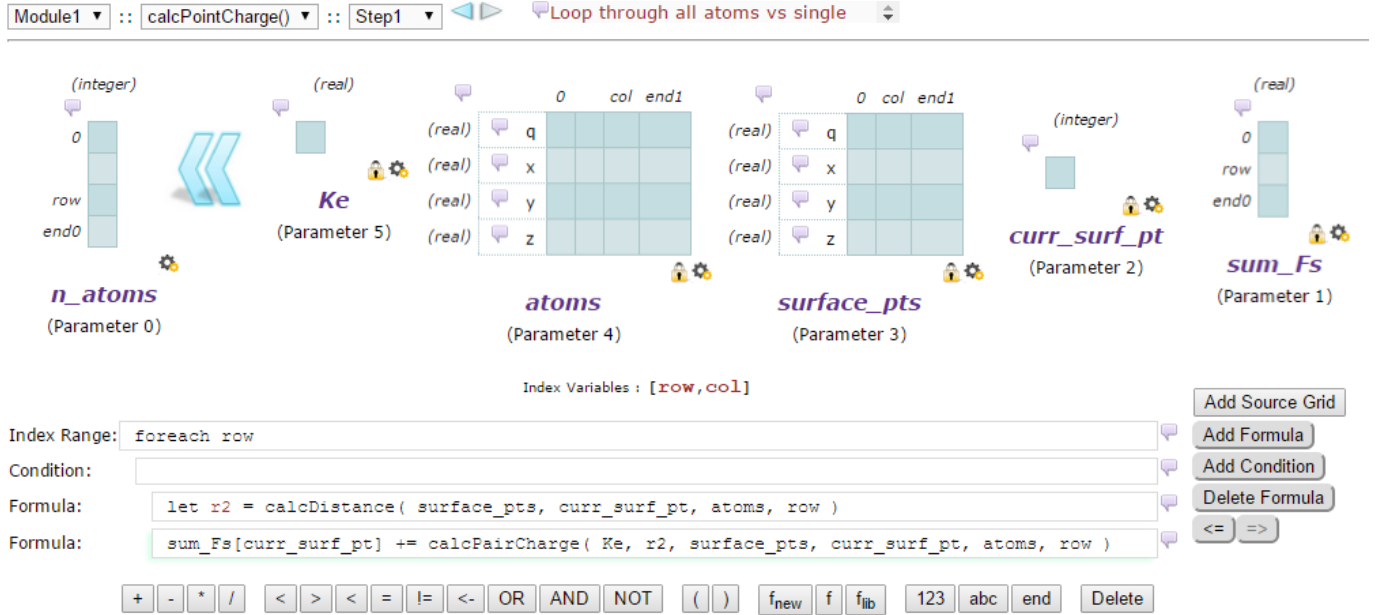 Module1 ▼ :: calcPointCharge() ▼ :: Step1 ▼ Loop through all atoms vs single
(integer)
0
row
end0
n_atoms
(Parameter 0)
(real)
Ke
(Parameter 5)
0 col end1
(real) q
(real) x
(real) y
(real) z
atoms
(Parameter 4)
0 col end1
(real) q
(real) x
(real) y
(real) z
surface_pts
(Parameter 3)
(integer)
curr_surf_pt
(Parameter 2)
(real)
0
row
end0
sum_Fs
(Parameter 1)
Index Variables : [row,col]
Add Source Grid
Index Range: foreach row
Add Formula
Condition:
Add Condition
Formula: let r2 = calcDistance( surface_pts, curr_surf_pt, atoms, row )
Delete Formula
Formula: sum_Fs[curr_surf_pt] += calcPairCharge( Ke, r2, surface_pts, curr_surf_pt, atoms, row )
<= =>
+ - * / < > < = != <- OR AND NOT ( ) fnew f flib 123 abc end Delete